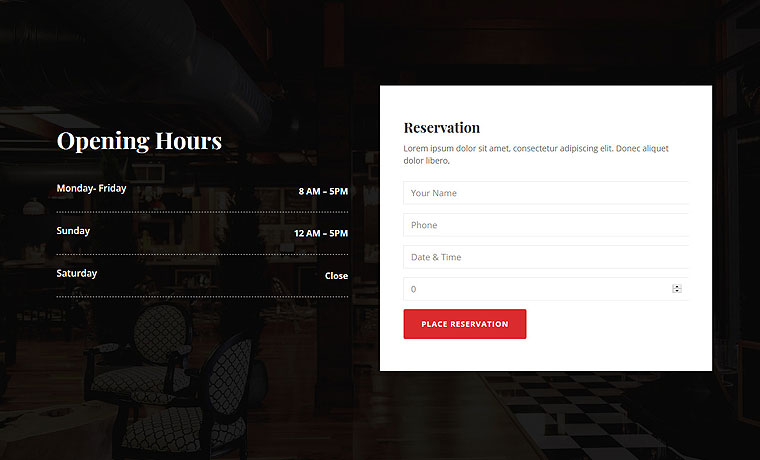 Opening Hours
Monday- Friday
8 AM – 5PM
Sunday
12 AM – 5PM
Saturday
Close
Reservation
Lorem ipsum dolor sit amet, consectetur adipiscing elit. Donec aliquet
dolor libero,
Your Name
Phone
Date & Time
0
PLACE RESERVATION